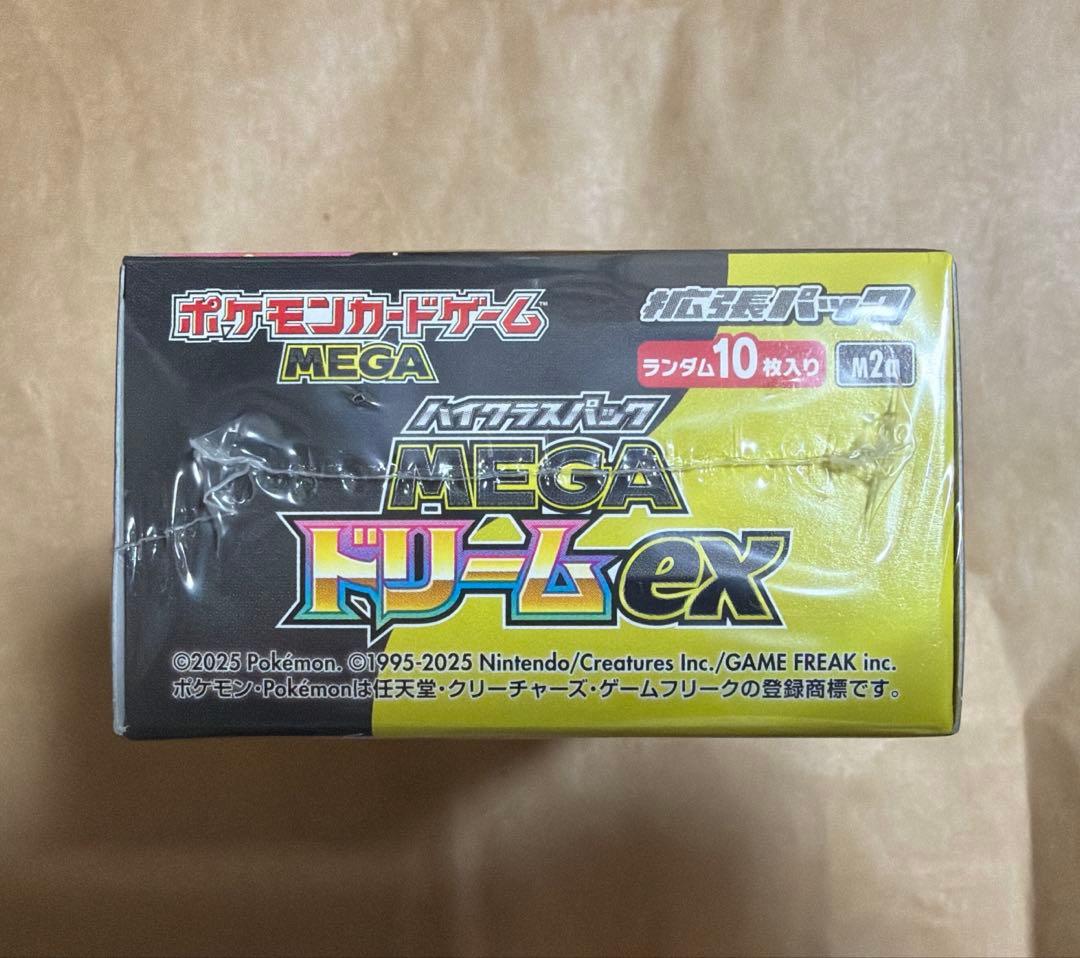 ポケモンカードゲーム™
MEGA
拡張パック
ランダム10枚入り
M2a
ハイクラスパック
MEGA
ドリームex
©2025 Pokémon. ©1995-2025 Nintendo/Creatures Inc./GAME FREAK inc.
ポケモン・Pokémonは任天堂・クリーチャーズ・ゲームフリークの登録商標です。